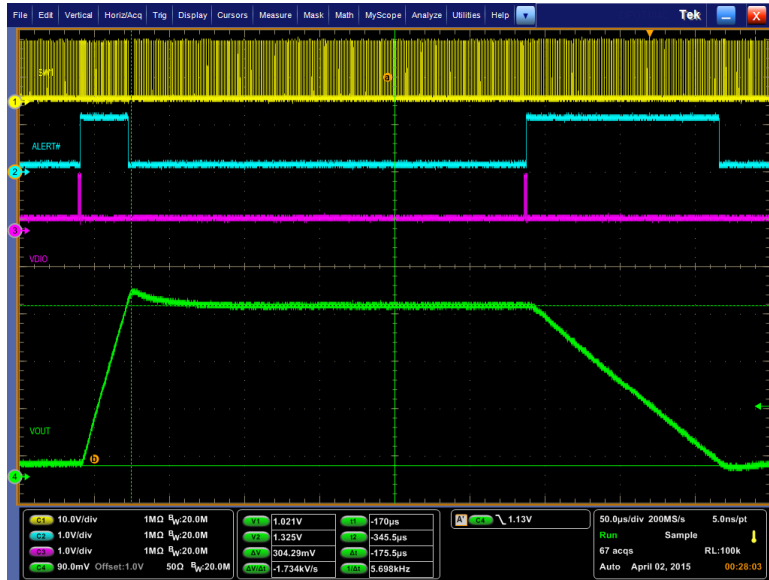 File Edit Vertical Horiz/Acq Trig Display Cursors Measure Mask Math MyScope Analyze Utilities Help Tek X
SW1
a
1
ALERT#
2
3
VDIO
VOUT
b
4
C1 10.0V/div 1MΩ BW:20.0M
C2 1.0V/div 1MΩ BW:20.0M
C3 1.0V/div 1MΩ BW:20.0M
C4 90.0mV Offset:1.0V 50Ω BW:20.0M
V1 1.021V t1 -170µs
V2 1.325V t2 -345.5µs
ΔV 304.29mV Δt -175.5µs
ΔV/Δt -1.734kV/s 1/Δt 5.698kHz
A' C4 1.13V
50.0µs/div 200MS/s 5.0ns/pt
Run Sample
67 acqs RL:100k
Auto April 02, 2015 00:28:03